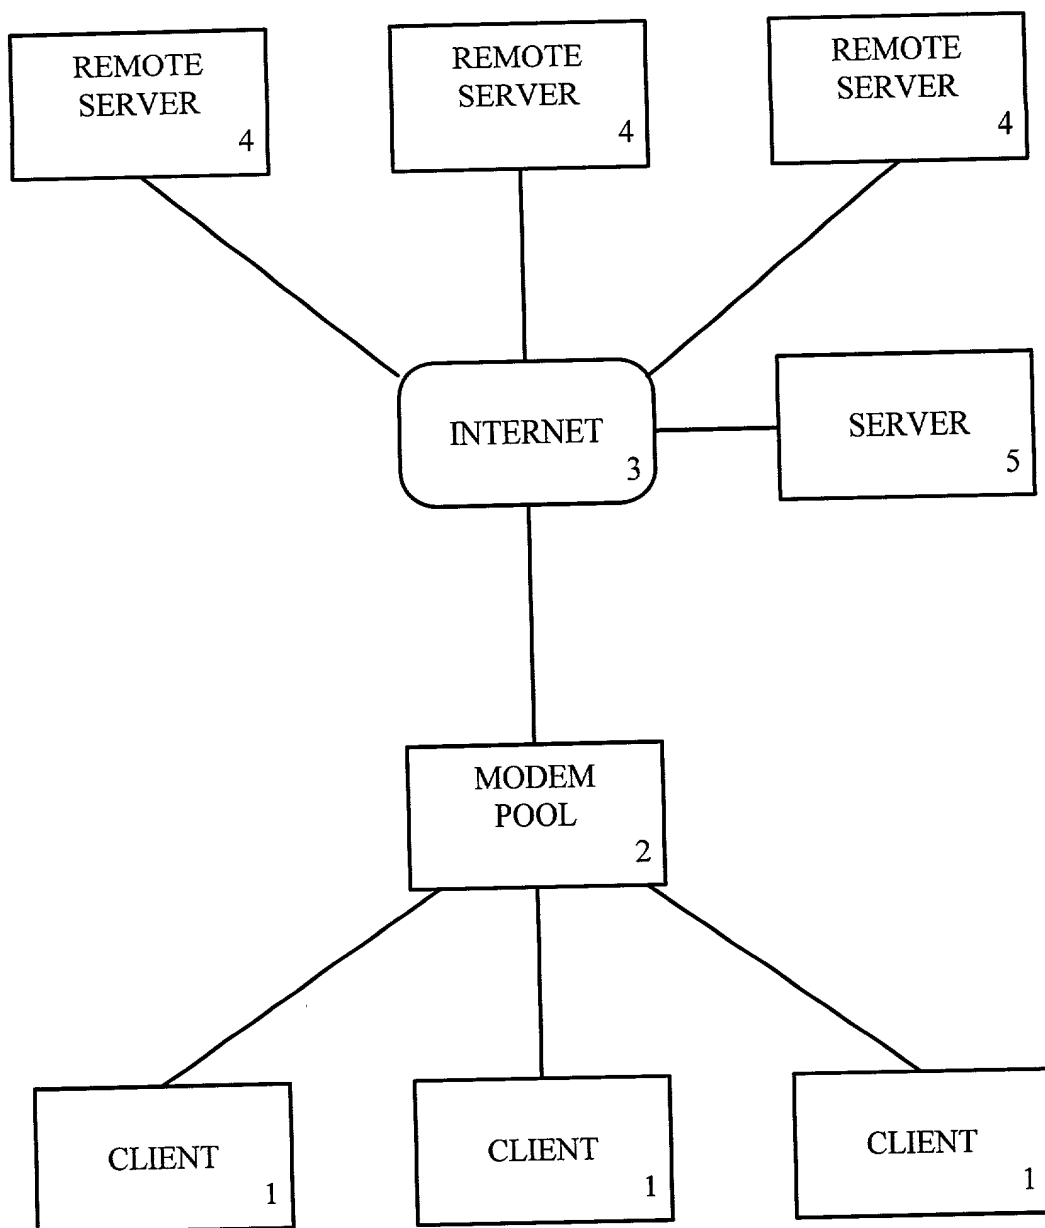 REMOTE
SERVER
4
REMOTE
SERVER
4
REMOTE
SERVER
4
INTERNET
3
SERVER
5
MODEM
POOL
2
CLIENT
1
CLIENT
1
CLIENT
1